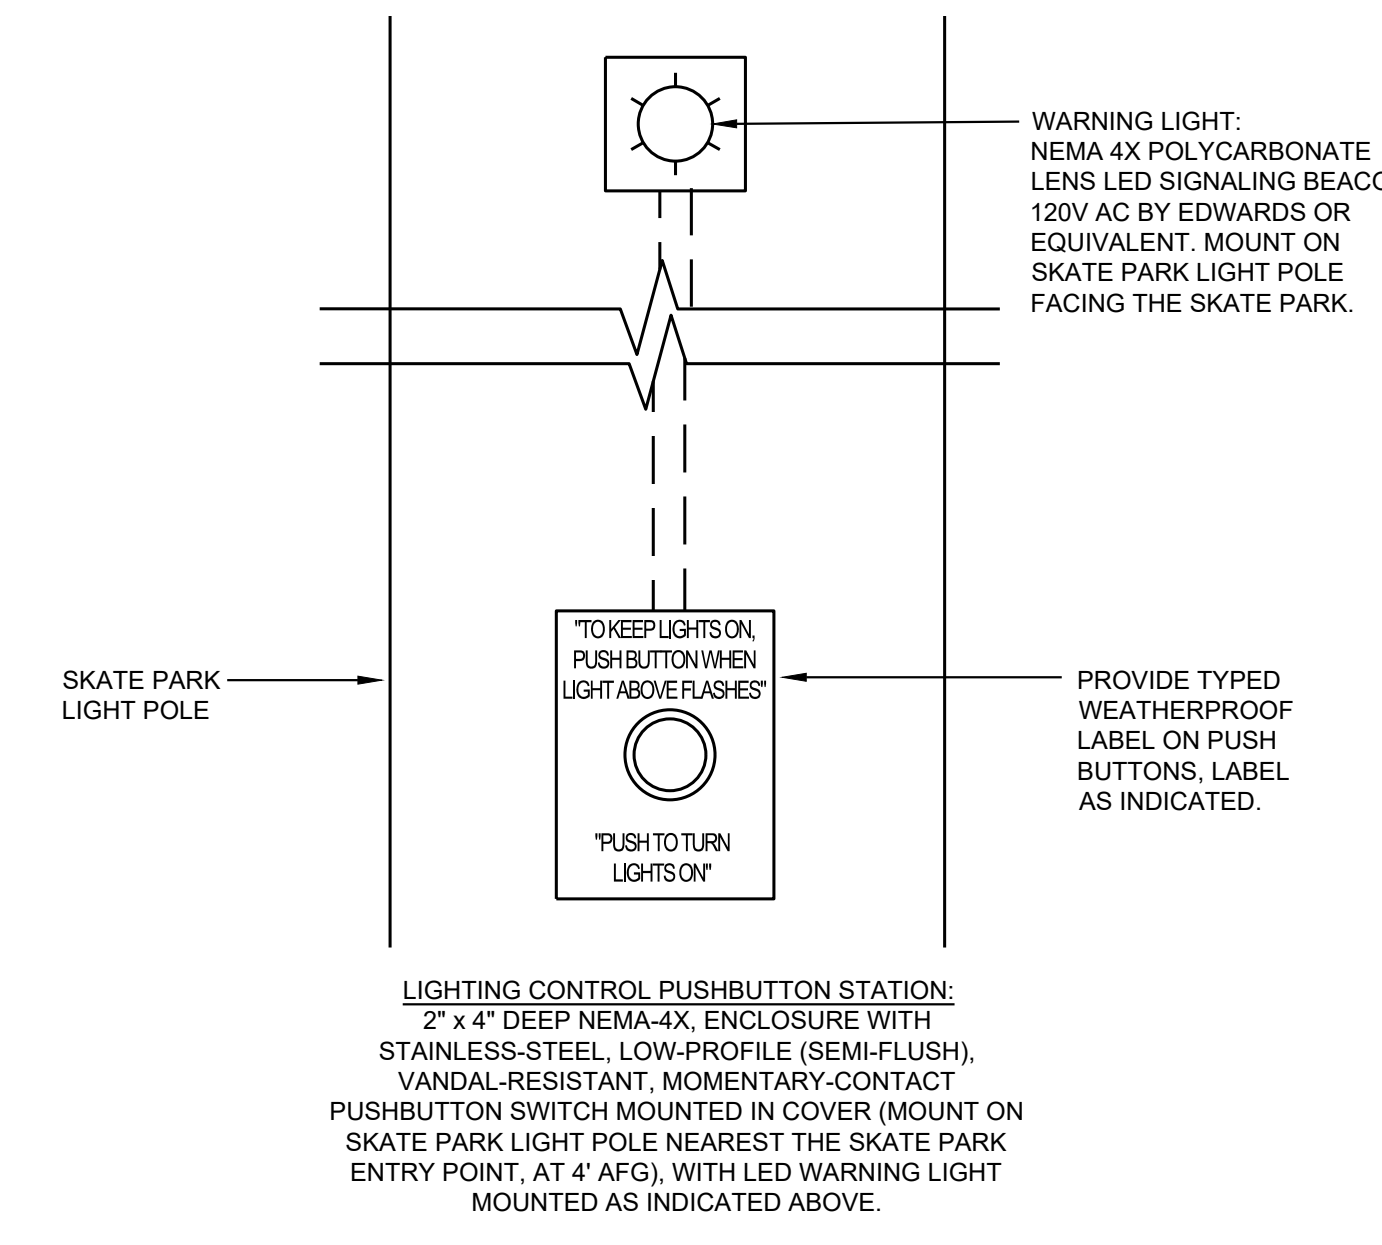 WARNING LIGHT:
NEMA 4X POLYCARBONATE
LENS LED SIGNALING
120V AC BY EDWARDS OR
EQUIVALENT. MOUNT ON
SKATE PARK LIGHT POLE
FACING THE SKATE PARK.
"TO KEEP LIGHTS ON,
PUSH BUTTON WHEN
LIGHT ABOVE FLASHES"
SKATE PARK
LIGHT POLE
PROVIDE TYPED
WEATHERPROOF
LABEL ON PUSH
BUTTONS, LABEL
AS INDICATED.
"PUSH TO TURN
LIGHTS ON"
LIGHTING CONTROL PUSHBUTTON STATION:
2" x 4" DEEP NEMA-4X, ENCLOSURE WITH
STAINLESS-STEEL, LOW-PROFILE (SEMI-FLUSH),
VANDAL-RESISTANT, MOMENTARY-CONTACT
PUSHBUTTON SWITCH MOUNTED IN COVER (MOUNT ON
SKATE PARK LIGHT POLE NEAREST THE SKATE PARK
ENTRY POINT, AT 4' AFG), WITH LED WARNING LIGHT
MOUNTED AS INDICATED ABOVE.